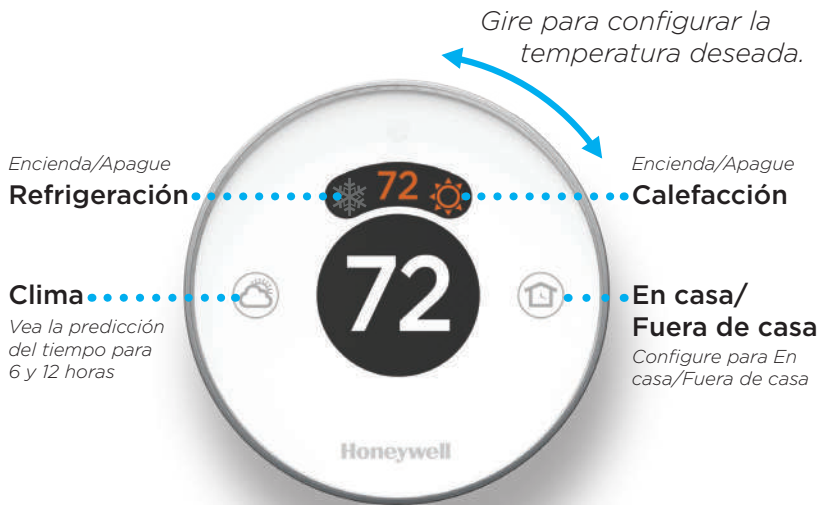 Gire para configurar la
temperatura deseada.
Encienda/Apague
Refrigeración
72
Encienda/Apague
Calefacción
72
Clima
Vea la predicción
del tiempo para
6 y 12 horas
En casa/
Fuera de casa
Configure para En
casa/Fuera de casa
Honeywell